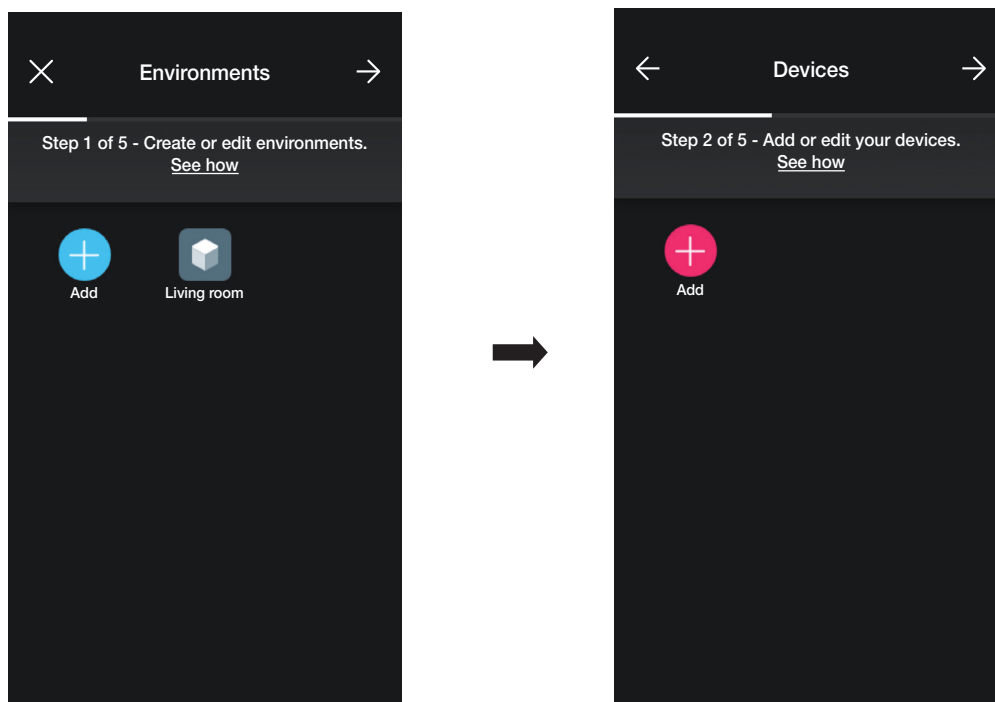 Environments
Step 1 of 5 - Create or edit environments.
See how
Add
Living room
Devices
Step 2 of 5 - Add or edit your devices.
See how
Add